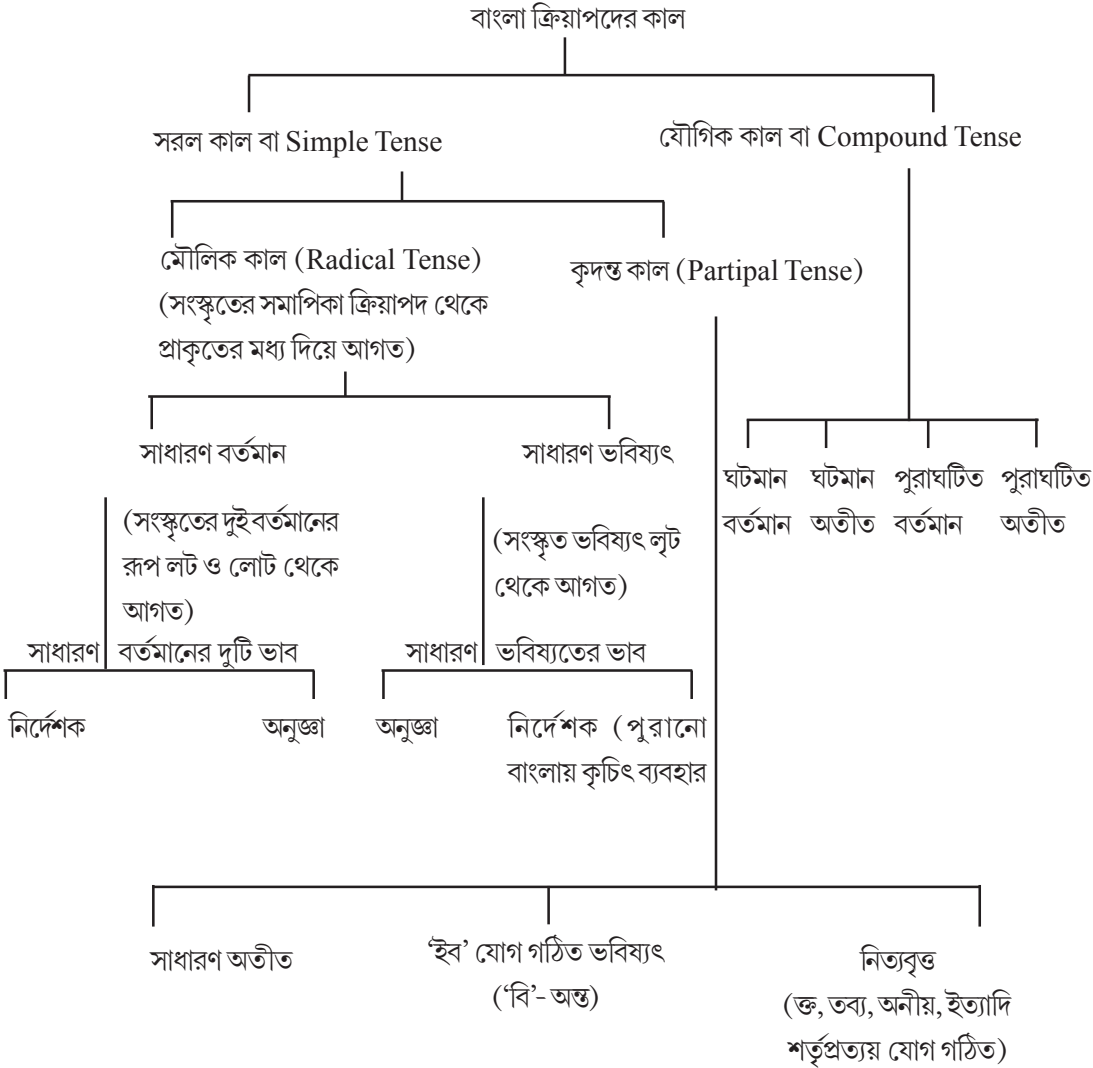 বাংলা ক্রিয়াপদের কাল
সরল কাল বা Simple Tense
যৌগিক কাল বা Compound Tense
মৌলিক কাল (Radical Tense)
(সংস্কৃতের সমাপিকা ক্রিয়াপদ থেকে
প্রাকৃতের মধ্য দিয়ে আগত)
কৃদন্ত কাল (Partipal Tense)
সাধারণ বর্তমান
সাধারণ ভবিষ্যৎ
ঘটমান বর্তমান
ঘটমান অতীত
পুরাঘটিত বর্তমান
পুরাঘটিত অতীত
(সংস্কৃতের দুই বর্তমানের
রূপ লট ও লোট থেকে
আগত)
সাধারণ বর্তমানের দুটি ভাব
(সংস্কৃত ভবিষ্যৎ লৃট
থেকে আগত)
সাধারণ ভবিষ্যতের ভাব
নির্দেশক
অনুজ্ঞা
অনুজ্ঞা
নির্দেশক (পুরানো
বাংলায় কৃচিৎ ব্যবহার
সাধারণ অতীত
‘ইব’ যোগ গঠিত ভবিষ্যৎ
(‘বি’- অন্ত)
নিত্যবৃত্ত
(ক্ত, তব্য, অনীয়, ইত্যাদি
শর্তৃপ্রত্যয় যোগ গঠিত)